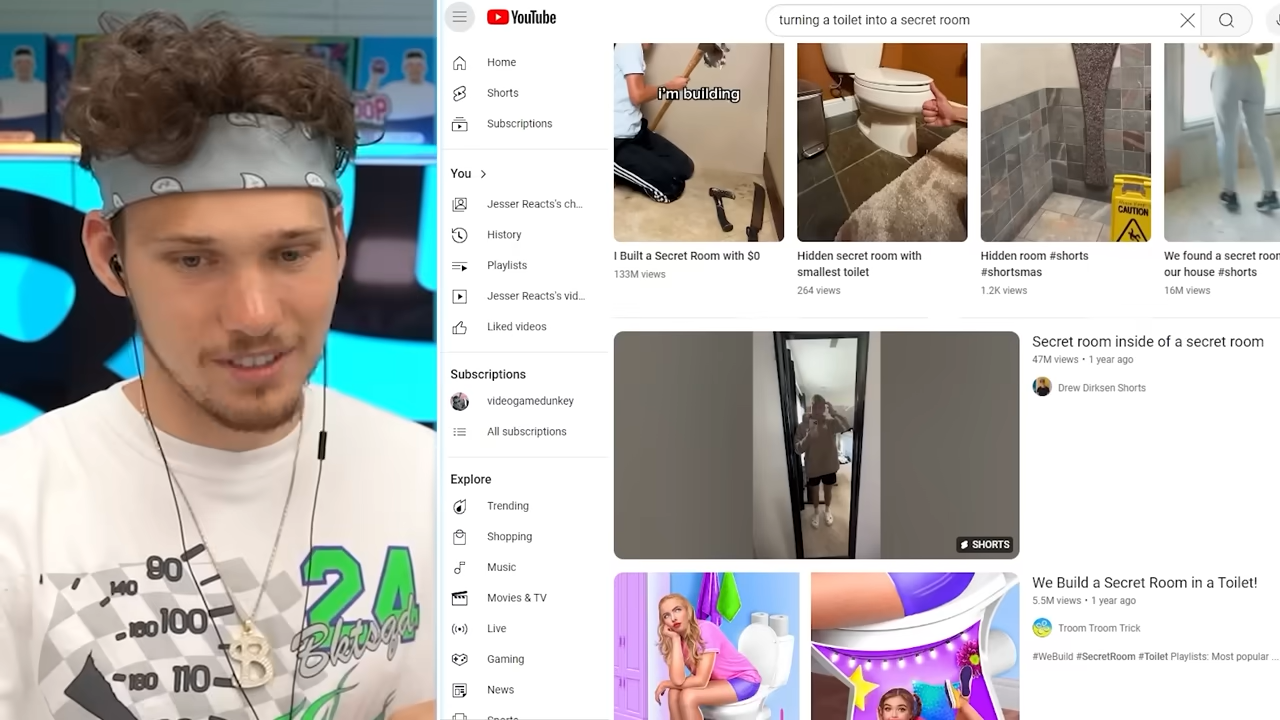 YouTube
turning a toilet into a secret room
Home
Shorts
Subscriptions
You
Jesser Reacts's ch...
History
Playlists
Jesser Reacts's vid...
Liked videos
Subscriptions
videogamedunkey
All subscriptions
Explore
Trending
Shopping
Music
Movies & TV
Live
Gaming
News
i'm building
CAUTION
I Built a Secret Room with $0
133M views
Hidden secret room with
smallest toilet
264 views
Hidden room #shorts
#shortsmas
1.2K views
We found a secret room
our house #shorts
16M views
SHORTS
Secret room inside of a secret room
47M views • 1 year ago
Drew Dirksen Shorts
We Build a Secret Room in a Toilet!
5.5M views • 1 year ago
Troom Troom Trick
#WeBuild #SecretRoom #Toilet Playlists: Most popular ...
90
140
100
160
180 110
24
B